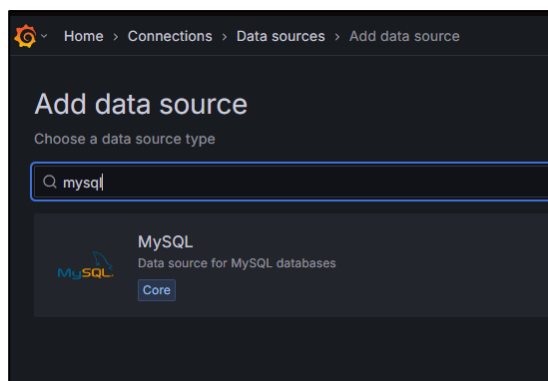 Home > Connections > Data sources > Add data source
Add data source
Choose a data source type
mysql
MySQL
MySQL.
Data source for MySQL databases
Core